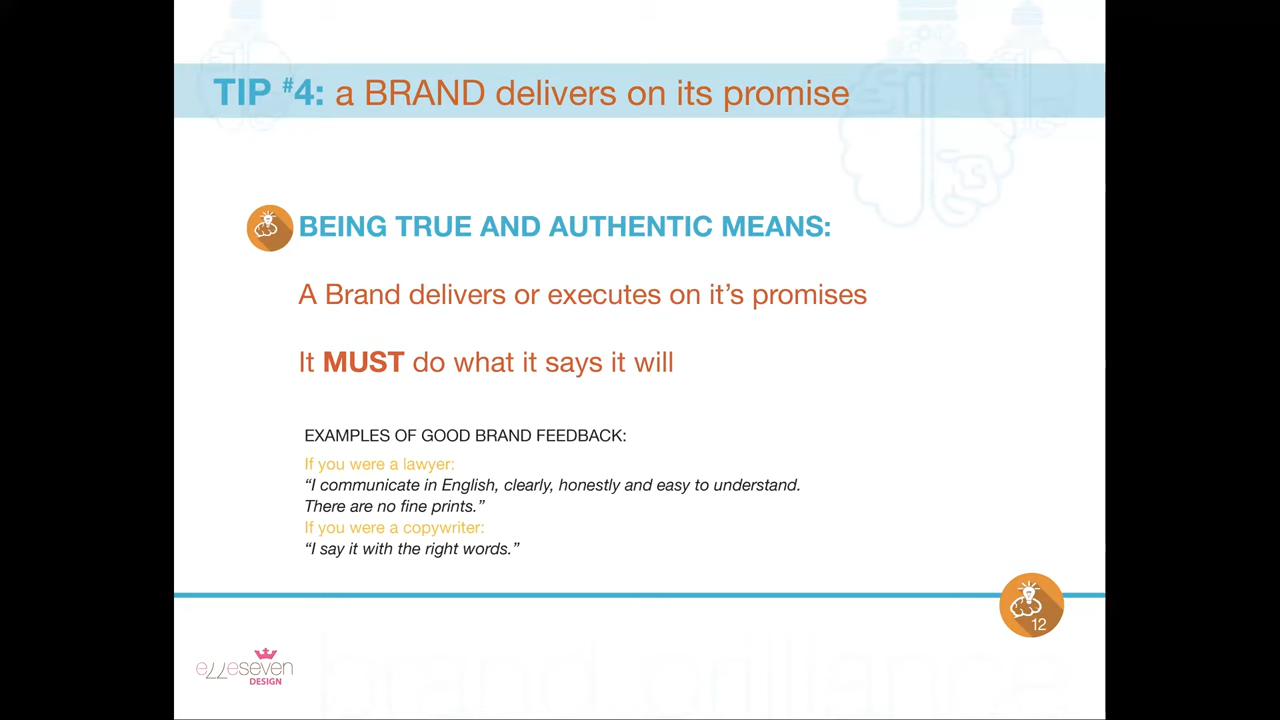 TIP #4: a BRAND delivers on its promise
BEING TRUE AND AUTHENTIC MEANS:
A Brand delivers or executes on it’s promises
It MUST do what it says it will
EXAMPLES OF GOOD BRAND FEEDBACK:
If you were a lawyer:
“I communicate in English, clearly, honestly and easy to understand.
There are no fine prints.”
If you were a copywriter:
“I say it with the right words.”
12
elleseven
DESIGN
brand brilliance